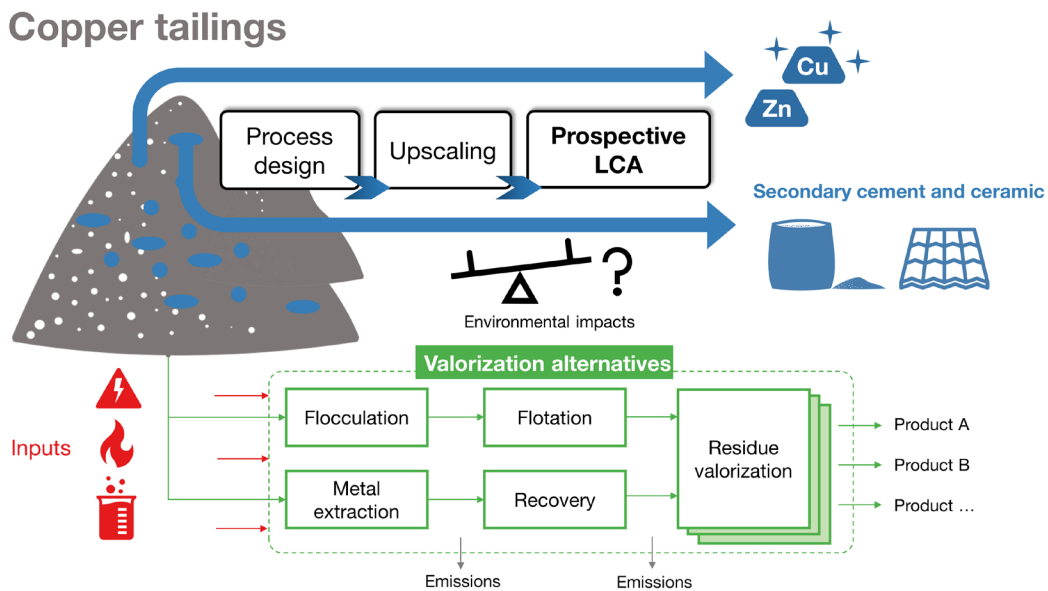 Copper tailings
Cu
Zn
Process
design
Upscaling
Prospective
LCA
Secondary cement and ceramic
?
Environmental impacts
Valorization alternatives
Inputs
Flocculation
Flotation
Metal
extraction
Recovery
Residue
valorization
Product A
Product B
Product ...
Emissions
Emissions